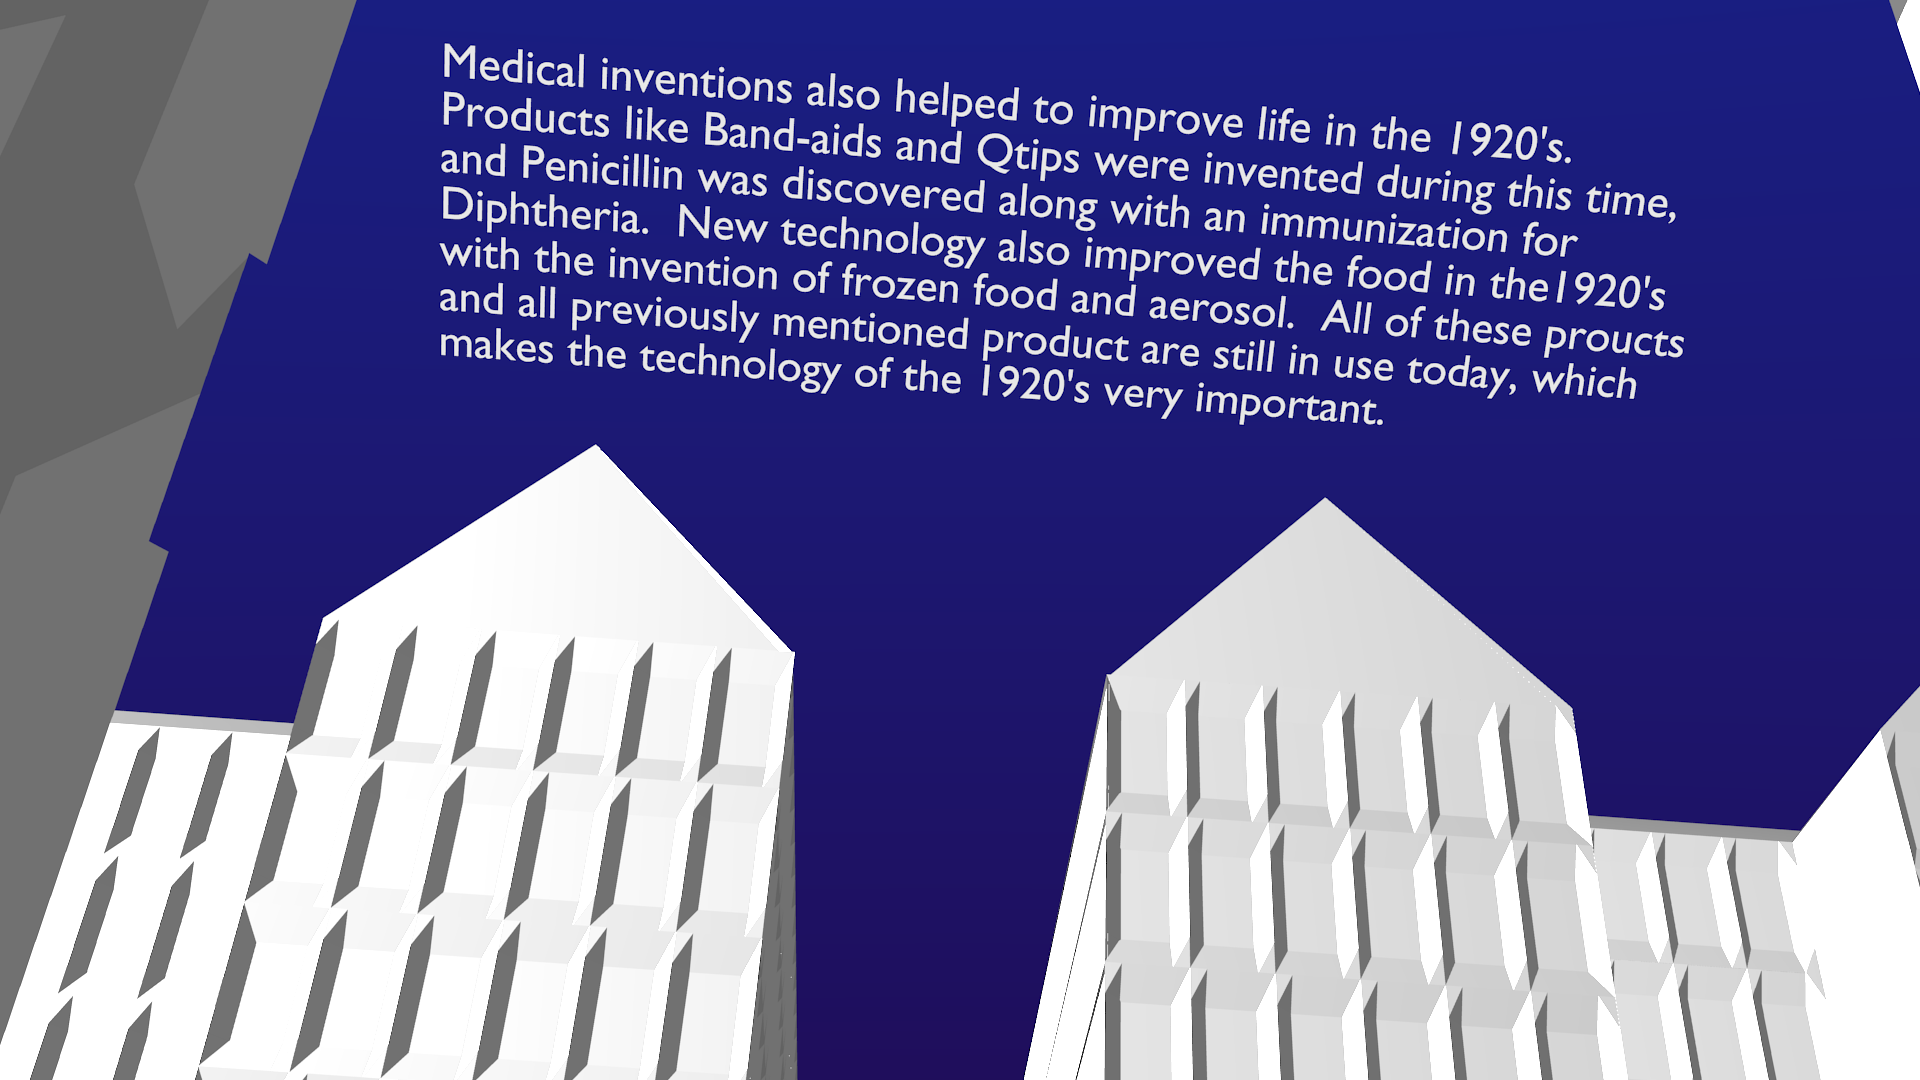 Medical inventions also helped to improve life in the 1920's.
Products like Band-aids and Qtips were invented during this time,
and Penicillin was discovered along with an immunization for
Diphtheria.  New technology also improved the food in the1920's
with the invention of frozen food and aerosol.  All of these proucts
and all previously mentioned product are still in use today, which
makes the technology of the 1920's very important.